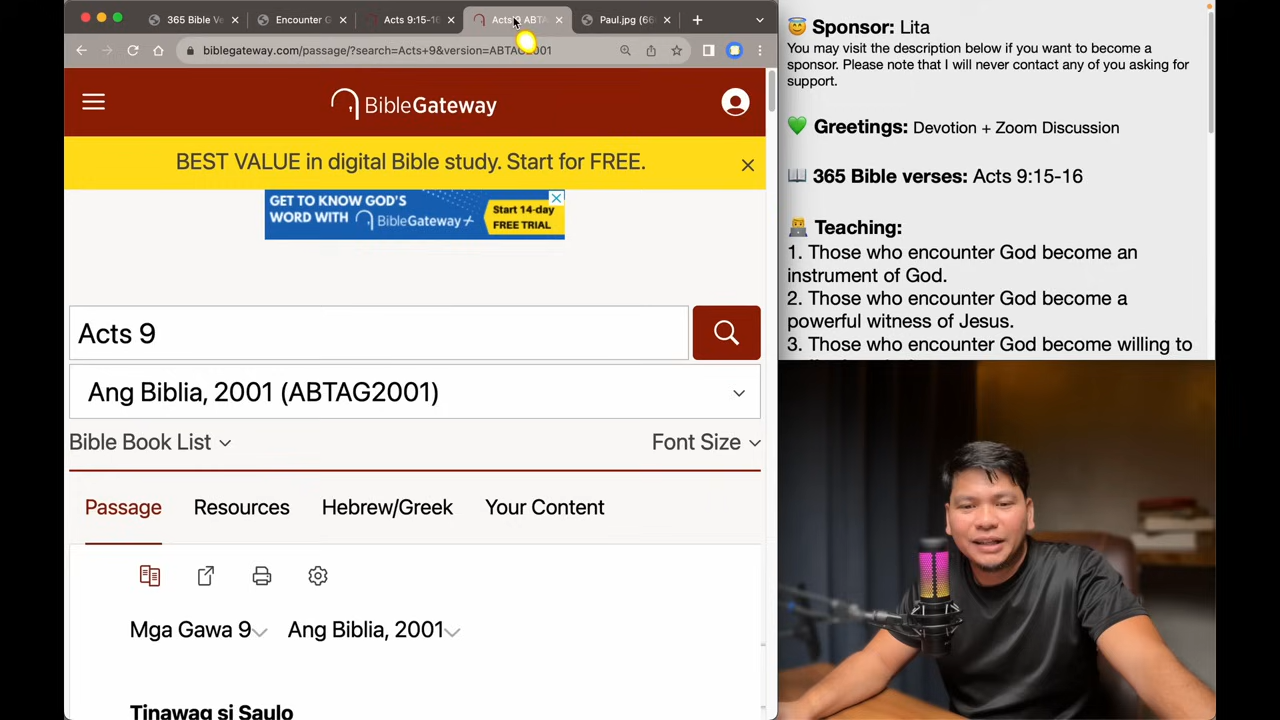 365 Bible Ve
Encounter G
Acts 9:15-16
Acts 9 ABTA
Paul.jpg (66
biblegateway.com/passage/?search=Acts+9&version=ABTAG2001
BibleGateway
BEST VALUE in digital Bible study. Start for FREE.
GET TO KNOW GOD'S
WORD WITH BibleGateway+
Start 14-day
FREE TRIAL
Acts 9
Ang Biblia, 2001 (ABTAG2001)
Bible Book List
Font Size
Passage Resources Hebrew/Greek Your Content
Mga Gawa 9 Ang Biblia, 2001
Tinawag si Saulo
Sponsor: Lita
You may visit the description below if you want to become a
sponsor. Please note that I will never contact any of you asking for
support.
Greetings: Devotion + Zoom Discussion
365 Bible verses: Acts 9:15-16
Teaching:
1. Those who encounter God become an
instrument of God.
2. Those who encounter God become a
powerful witness of Jesus.
3. Those who encounter God become willing to